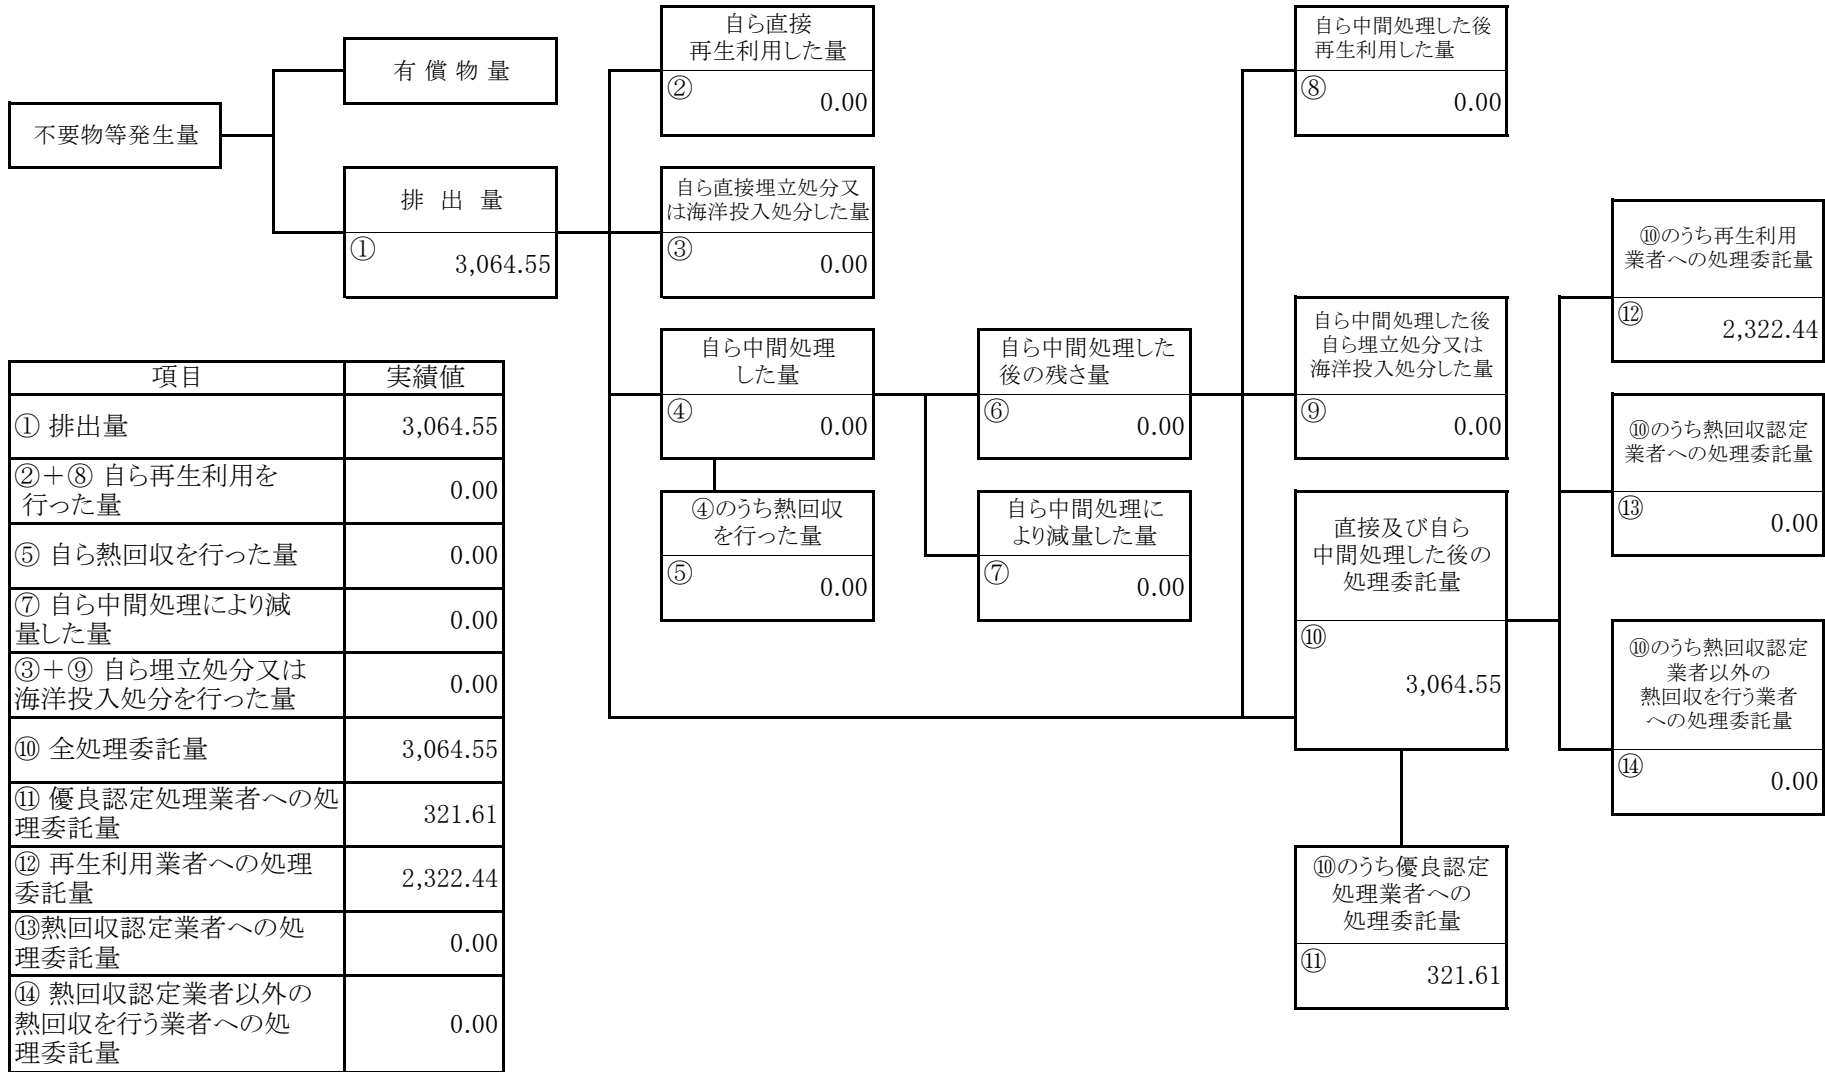 不要物等発生量
有 償 物 量
排 出 量
① 3,064.55
自ら直接
再生利用した量
② 0.00
自ら直接埋立処分又
は海洋投入処分した量
③ 0.00
自ら中間処理
した量
④ 0.00
④のうち熱回収
を行った量
⑤ 0.00
自ら中間処理した
後の残さ量
⑥ 0.00
自ら中間処理に
より減量した量
⑦ 0.00
自ら中間処理した後
再生利用した量
⑧ 0.00
自ら中間処理した後
自ら埋立処分又は
海洋投入処分した量
⑨ 0.00
直接及び自ら
中間処理した後の
処理委託量
⑩
3,064.55
⑩のうち優良認定
処理業者への
処理委託量
⑪ 321.61
⑩のうち再生利用
業者への処理委託量
⑫ 2,322.44
⑩のうち熱回収認定
業者への処理委託量
⑬ 0.00
⑩のうち熱回収認定
業者以外の
熱回収を行う業者
への処理委託量
⑭ 0.00
項目 実績値
① 排出量 3,064.55
②＋⑧ 自ら再生利用を
行った量 0.00
⑤ 自ら熱回収を行った量 0.00
⑦ 自ら中間処理により減
量した量 0.00
③＋⑨ 自ら埋立処分又は
海洋投入処分を行った量 0.00
⑩ 全処理委託量 3,064.55
⑪ 優良認定処理業者への処
理委託量 321.61
⑫ 再生利用業者への処理
委託量 2,322.44
⑬熱回収認定業者への処
理委託量 0.00
⑭ 熱回収認定業者以外の
熱回収を行う業者への処
理委託量 0.00